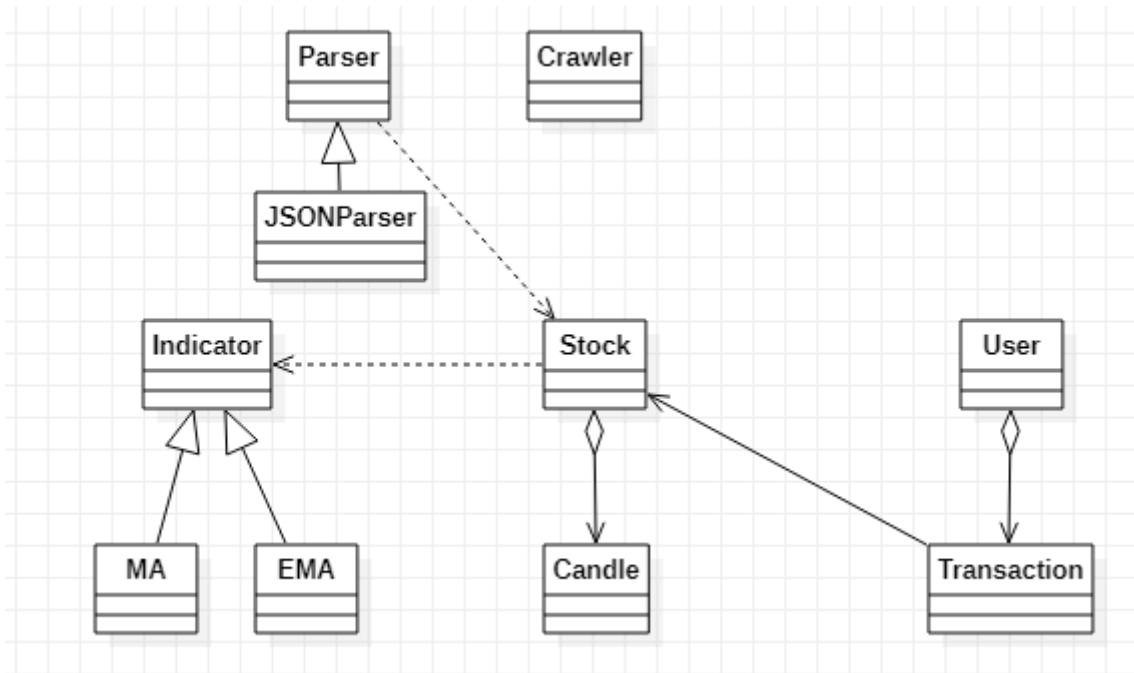 Parser
Crawler
JSONParser
Indicator
Stock
User
MA
EMA
Candle
Transaction